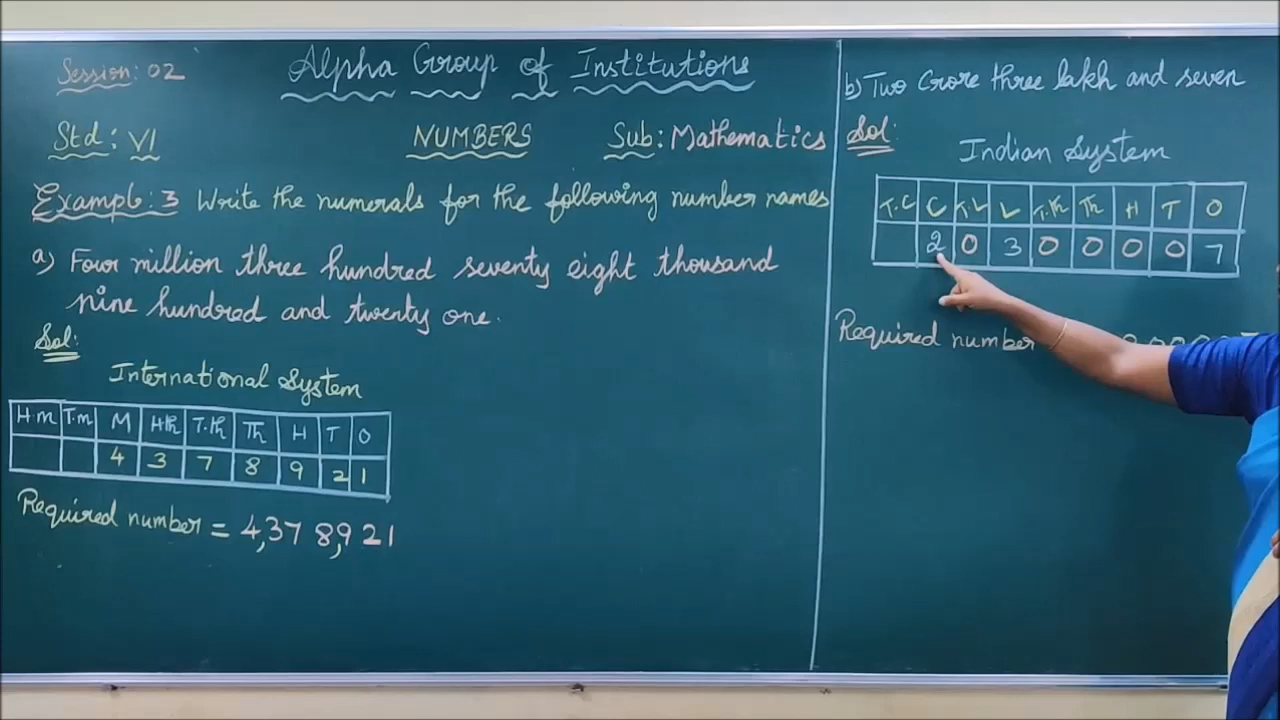 Session: 02
Alpha Group of Institutions
Std: VI
NUMBERS
Sub: Mathematics
Example: 3 Write the numerals for the following number names
a) Four million three hundred seventy eight thousand
nine hundred and twenty one.
Sol:
International System
H.m T.m M H.th T.th Th H T O
4 3 7 8 9 2 1
Required number = 4,378,921
b) Two Crore three lakh and seven
Sol:
Indian System
T.C C T.L L T.th Th H T O
2 0 3 0 0 0 0 7
Required number